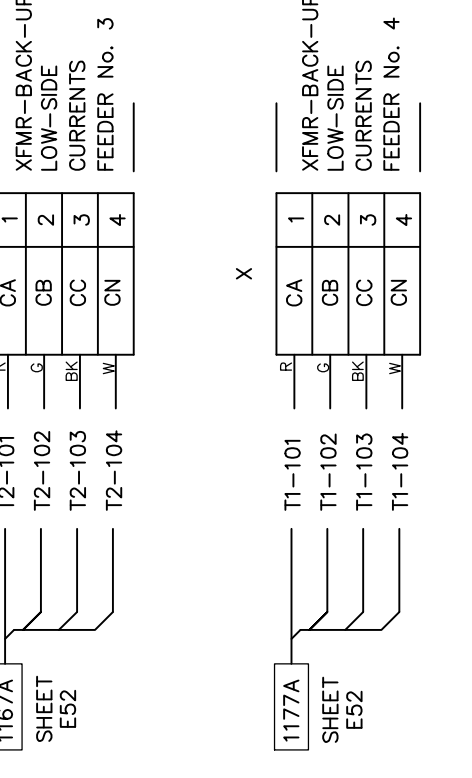 XFMR-BACK-UP
LOW-SIDE
CURRENTS
FEEDER No. 3
1 2 3 4
CA CB CC CN
G BK W
T2-101
T2-102
T2-103
T2-104
1167A
SHEET
E52
XFMR-BACK-UP
LOW-SIDE
CURRENTS
FEEDER No. 4
X
1 2 3 4
CA CB CC CN
R G BK W
T1-101
T1-102
T1-103
T1-104
1177A
SHEET
E52